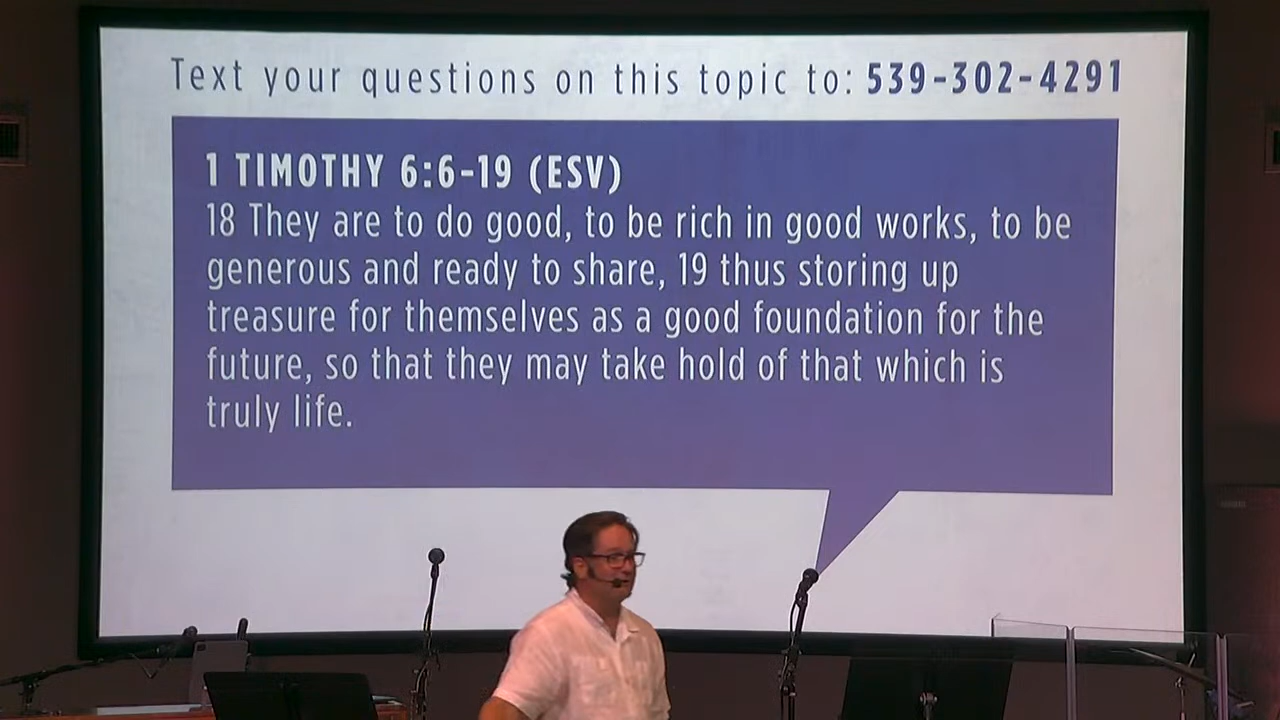 Text your questions on this topic to: 539-302-4291
1 TIMOTHY 6:6-19 (ESV)
18 They are to do good, to be rich in good works, to be
generous and ready to share, 19 thus storing up
treasure for themselves as a good foundation for the
future, so that they may take hold of that which is
truly life.